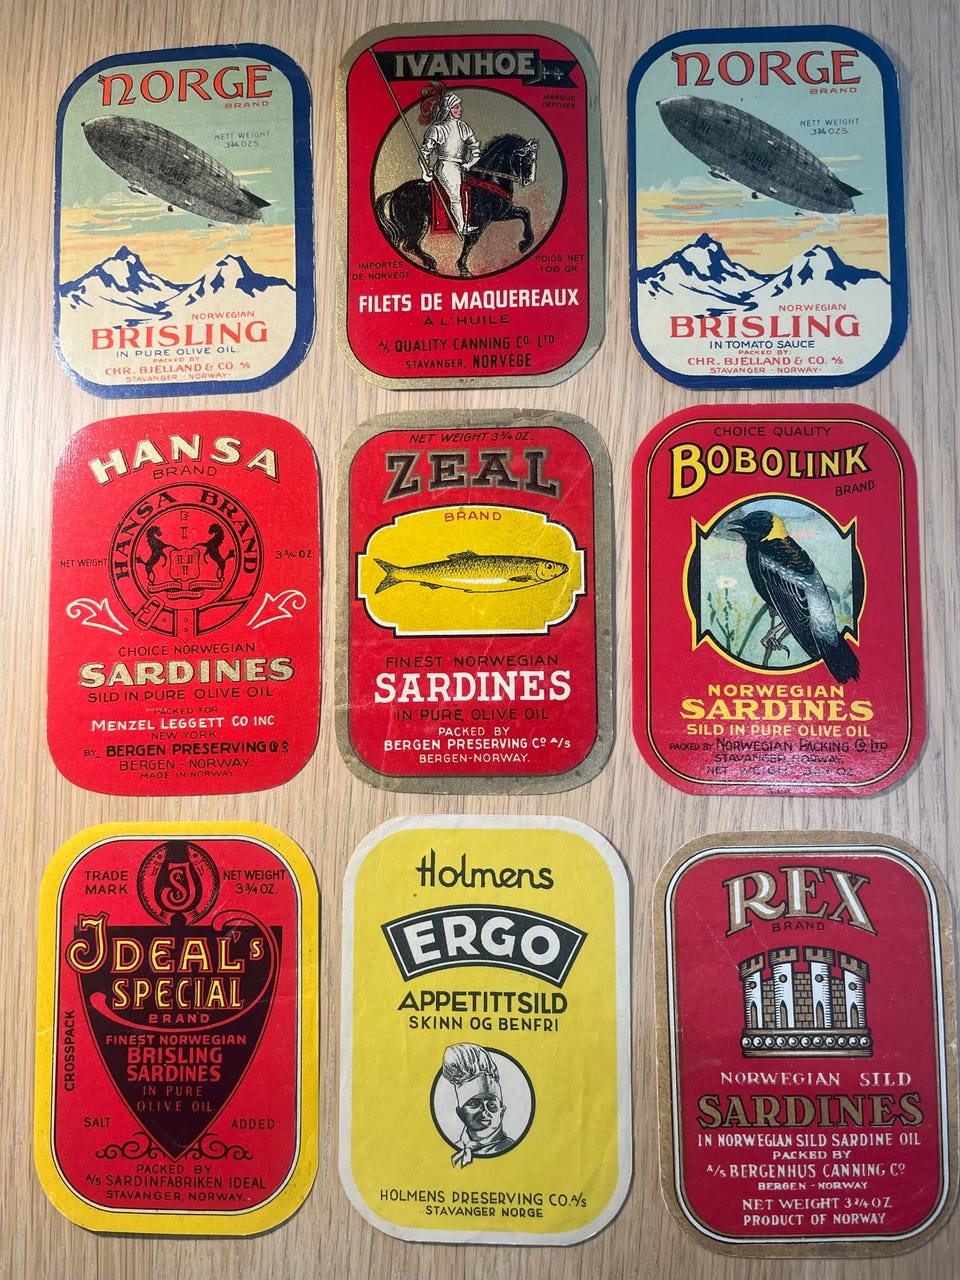 NORGE
BRAND
NETT WEIGHT
3¾ OZS.
NORGE
NORWEGIAN
BRISLING
IN PURE OLIVE OIL
PACKED BY
CHR. BJELLAND & CO. A/S
STAVANGER · NORWAY·
IVANHOE
MARQUE
DÉPOSÉE
IMPORTÉS
DE NORVÈGE
POIDS NET
106 GR.
FILETS DE MAQUEREAUX
À L'HUILE
A/S QUALITY CANNING CO. LTD.
STAVANGER, NORVÈGE
NORGE
BRAND
NETT WEIGHT
3¾ OZS.
NORGE
NORWEGIAN
BRISLING
IN TOMATO SAUCE
PACKED BY:
CHR. BJELLAND & CO. A/S
STAVANGER · NORWAY·
HANSA
BRAND
HANSA BRAND
NET WEIGHT
3¾ OZ.
CHOICE NORWEGIAN
SARDINES
SILD IN PURE OLIVE OIL
PACKED FOR
MENZEL LEGGETT CO INC
NEW YORK
BY BERGEN PRESERVING CO A/S
BERGEN - NORWAY.
MADE IN NORWAY.
NET WEIGHT 3¾ OZ.
ZEAL
BRAND
FINEST NORWEGIAN
SARDINES
IN PURE OLIVE OIL
PACKED BY
BERGEN PRESERVING CO A/S
BERGEN-NORWAY.
CHOICE QUALITY
BOBOLINK
BRAND
NORWEGIAN
SARDINES
SILD IN PURE OLIVE OIL
PACKED BY NORWEGIAN PACKING CO LTD
STAVANGER, NORWAY.
NET WEIGHT 3¾ OZ
TRADE
MARK
NET WEIGHT
3¾ OZ.
IDEAL'S
SPECIAL
BRAND
FINEST NORWEGIAN
BRISLING
SARDINES
IN PURE
OLIVE OIL
CROSSPACK
SALT ADDED
PACKED BY
A/S SARDINFABRIKEN IDEAL
STAVANGER, NORWAY.
Holmens
ERGO
APPETITTSILD
SKINN OG BENFRI
HOLMENS PRESERVING CO. A/S
STAVANGER NORGE
REX
BRAND
NORWEGIAN SILD
SARDINES
IN NORWEGIAN SILD SARDINE OIL
PACKED BY
A/S BERGENHUS CANNING CO
BERGEN - NORWAY
NET WEIGHT 3¾ OZ
PRODUCT OF NORWAY